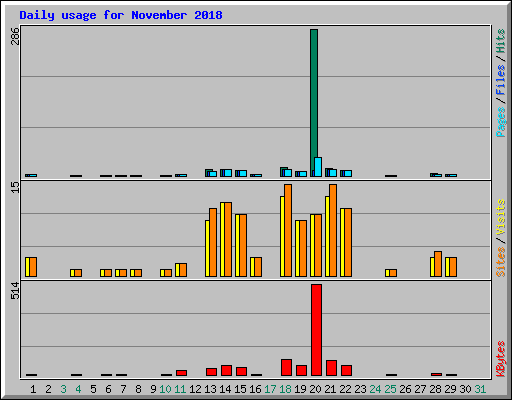 Daily usage for November 2018
286
15
514
Pages/Files/Hits
Sites/Visits
KBytes
1 2 3 4 5 6 7 8 9 10 11 12 13 14 15 16 17 18 19 20 21 22 23 24 25 26 27 28 29 30 31